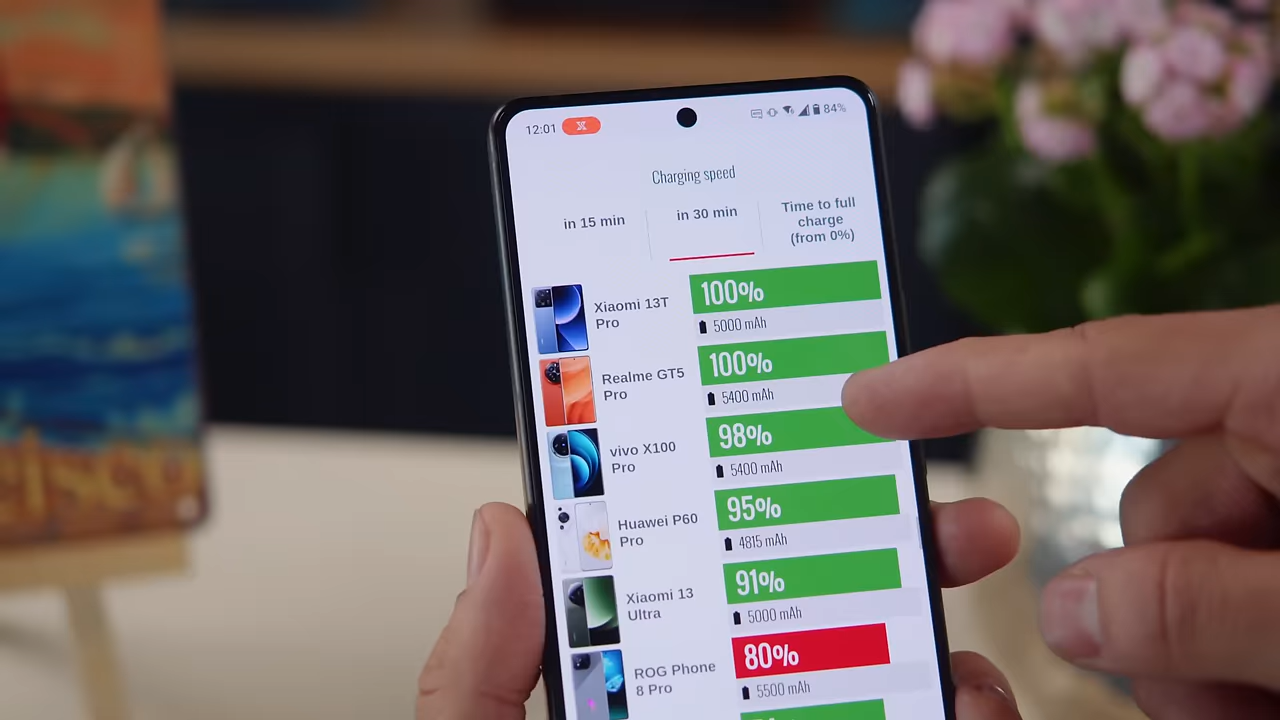 12:01
84%
Charging speed
in 15 min
in 30 min
Time to full
charge
(from 0%)
Xiaomi 13T
Pro
100%
5000 mAh
Realme GT5
Pro
100%
5400 mAh
vivo X100
Pro
98%
5400 mAh
Huawei P60
Pro
95%
4815 mAh
Xiaomi 13
Ultra
91%
5000 mAh
ROG Phone
8 Pro
80%
5500 mAh